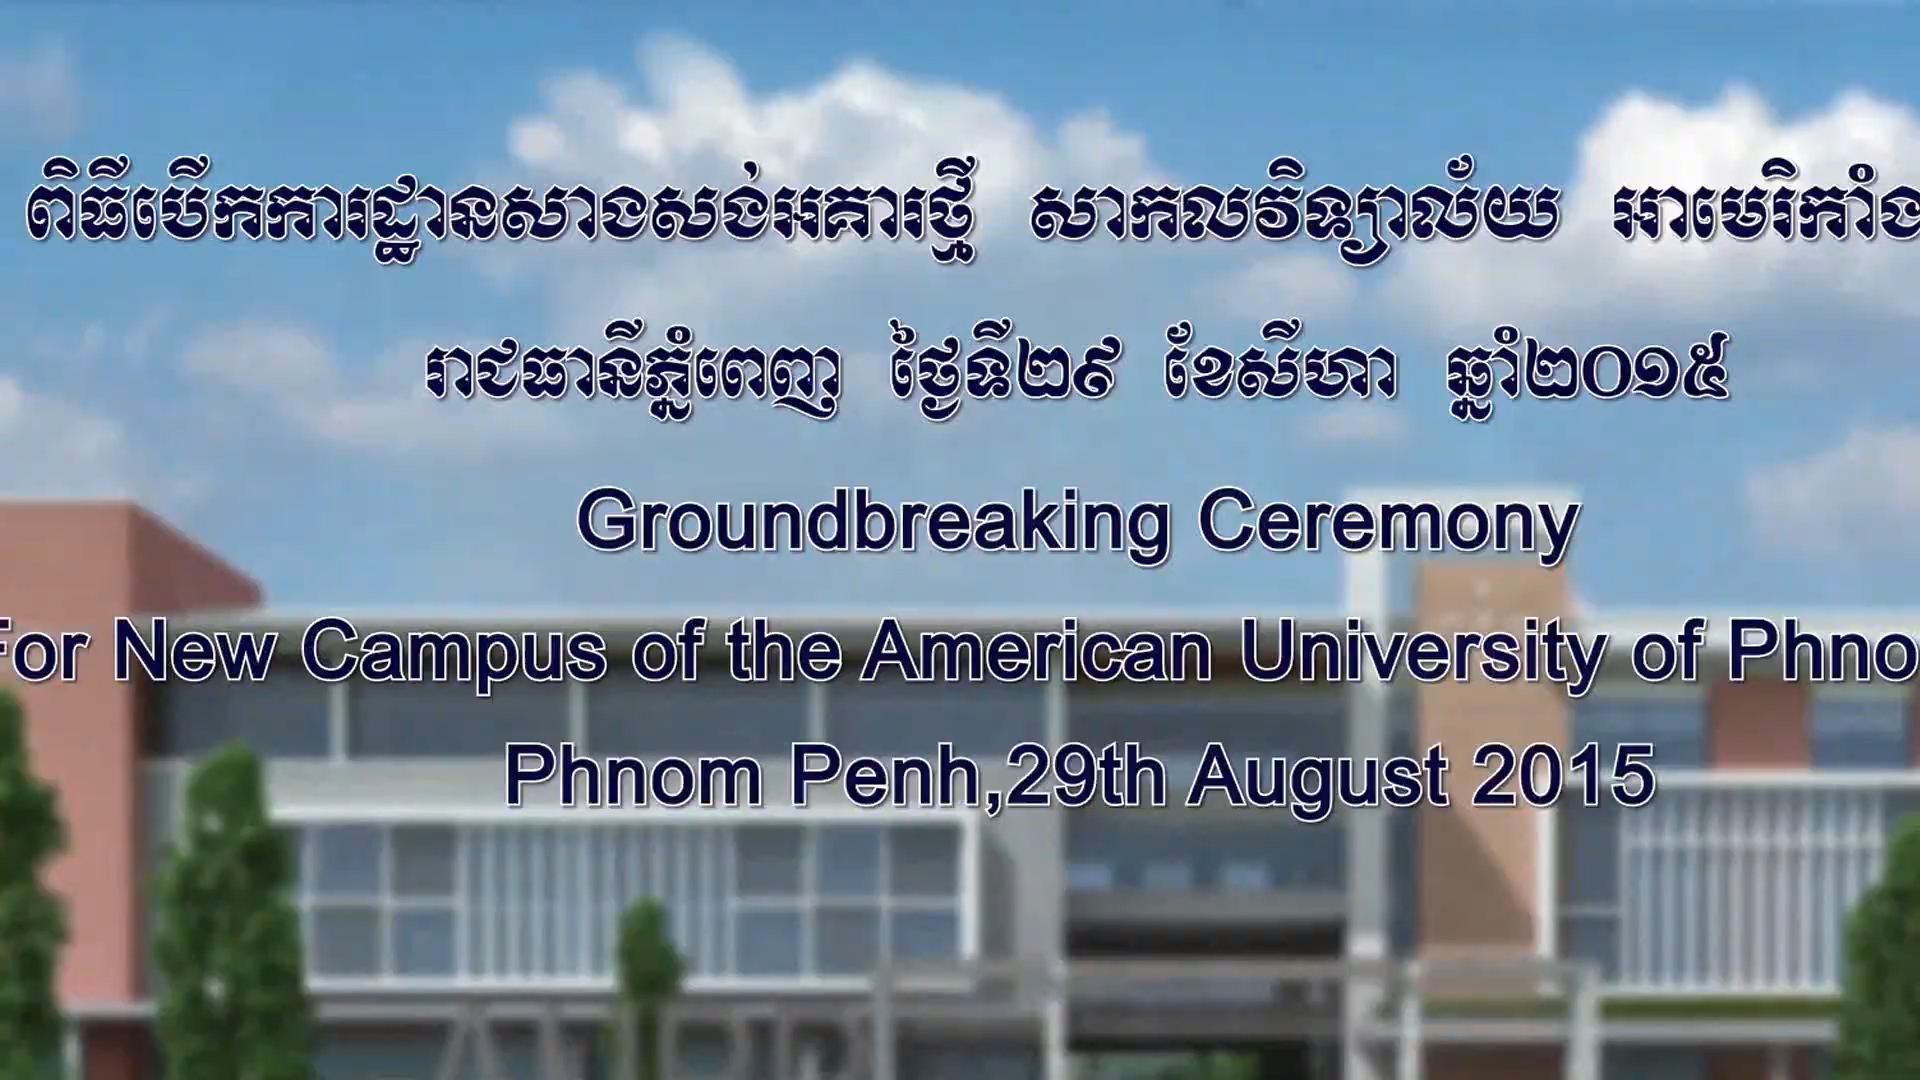 ពិធីបើកការដ្ឋានសាងសង់អគារថ្មី សាកលវិទ្យាល័យ អាមេរិកាំង
រាជធានីភ្នំពេញ ថ្ងៃទី២៩ ខែសីហា ឆ្នាំ២០១៥
Groundbreaking Ceremony
For New Campus of the American University of Phno
Phnom Penh,29th August 2015